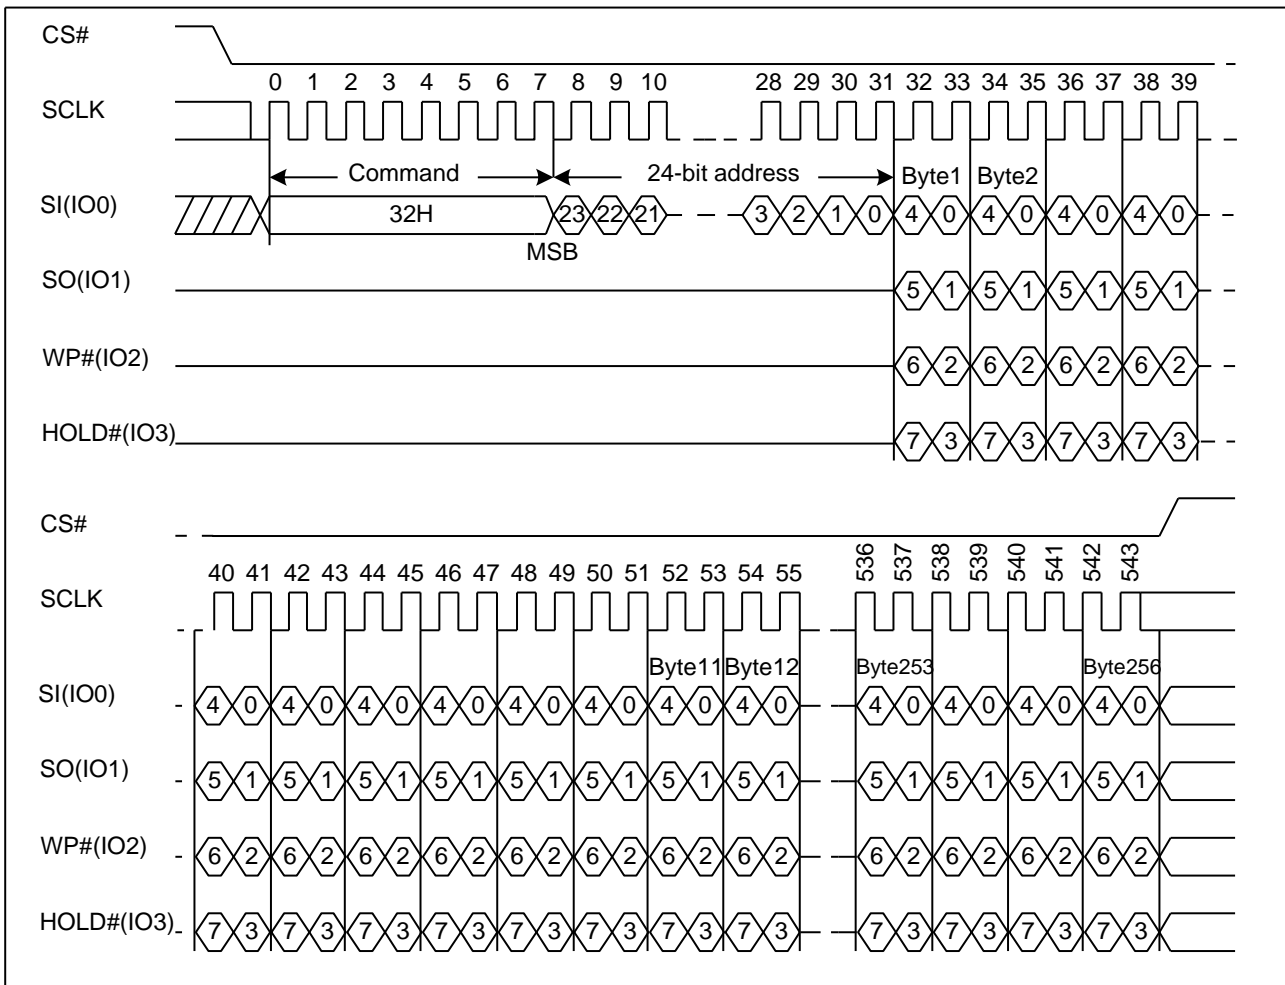 CS#
0 1 2 3 4 5 6 7 8 9 10 28 29 30 31 32 33 34 35 36 37 38 39
SCLK
Command 24-bit address Byte1 Byte2
SI(IO0) 32H 23 22 21 3 2 1 0 4 0 4 0 4 0 4 0
MSB
SO(IO1) 5 1 5 1 5 1 5 1
WP#(IO2) 6 2 6 2 6 2 6 2
HOLD#(IO3) 7 3 7 3 7 3 7 3
CS#
40 41 42 43 44 45 46 47 48 49 50 51 52 53 54 55 536 537 538 539 540 541 542 543
SCLK
Byte11 Byte12 Byte253 Byte256
SI(IO0) 4 0 4 0 4 0 4 0 4 0 4 0 4 0 4 0 4 0 4 0 4 0 4 0
SO(IO1) 5 1 5 1 5 1 5 1 5 1 5 1 5 1 5 1 5 1 5 1 5 1 5 1
WP#(IO2) 6 2 6 2 6 2 6 2 6 2 6 2 6 2 6 2 6 2 6 2 6 2 6 2
HOLD#(IO3) 7 3 7 3 7 3 7 3 7 3 7 3 7 3 7 3 7 3 7 3 7 3 7 3